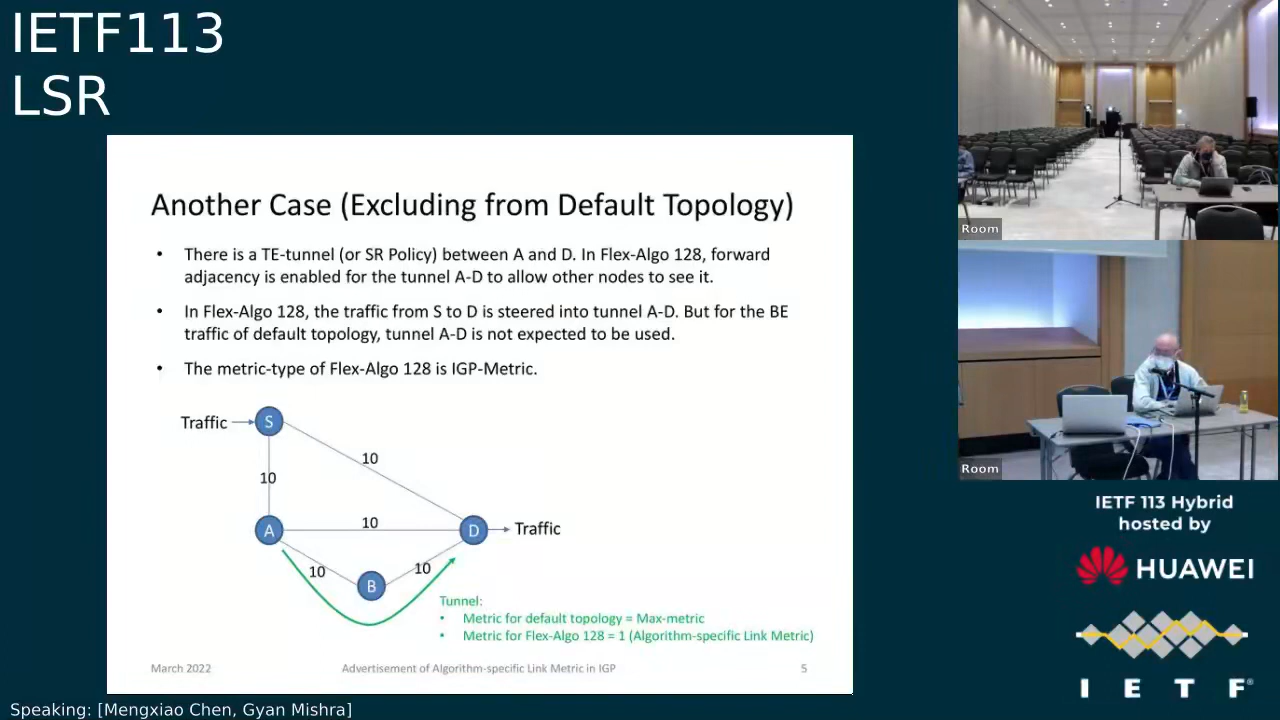 IETF113
LSR
Another Case (Excluding from Default Topology)
• There is a TE-tunnel (or SR Policy) between A and D. In Flex-Algo 128, forward
adjacency is enabled for the tunnel A-D to allow other nodes to see it.
• In Flex-Algo 128, the traffic from S to D is steered into tunnel A-D. But for the BE
traffic of default topology, tunnel A-D is not expected to be used.
• The metric-type of Flex-Algo 128 is IGP-Metric.
Traffic
S
10
10
A
10
D
Traffic
10
10
B
Tunnel:
• Metric for default topology = Max-metric
• Metric for Flex-Algo 128 = 1 (Algorithm-specific Link Metric)
March 2022
Advertisement of Algorithm-specific Link Metric in IGP
5
Room
Room
IETF 113 Hybrid
hosted by
HUAWEI
I E T F®
Speaking: [Mengxiao Chen, Gyan Mishra]